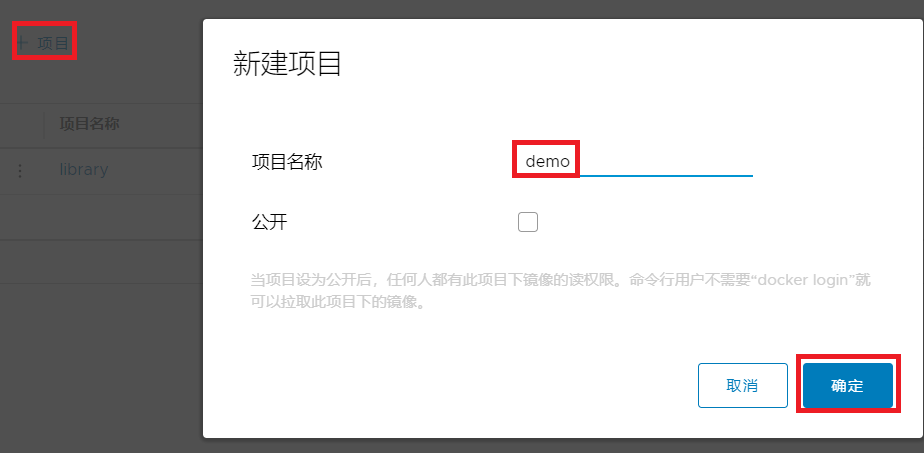 + 项目
新建项目
项目名称
library
项目名称
demo
公开
当项目设为公开后，任何人都有此项目下镜像的读权限。命令行用户不需要“docker login”就
可以拉取此项目下的镜像。
取消
确定